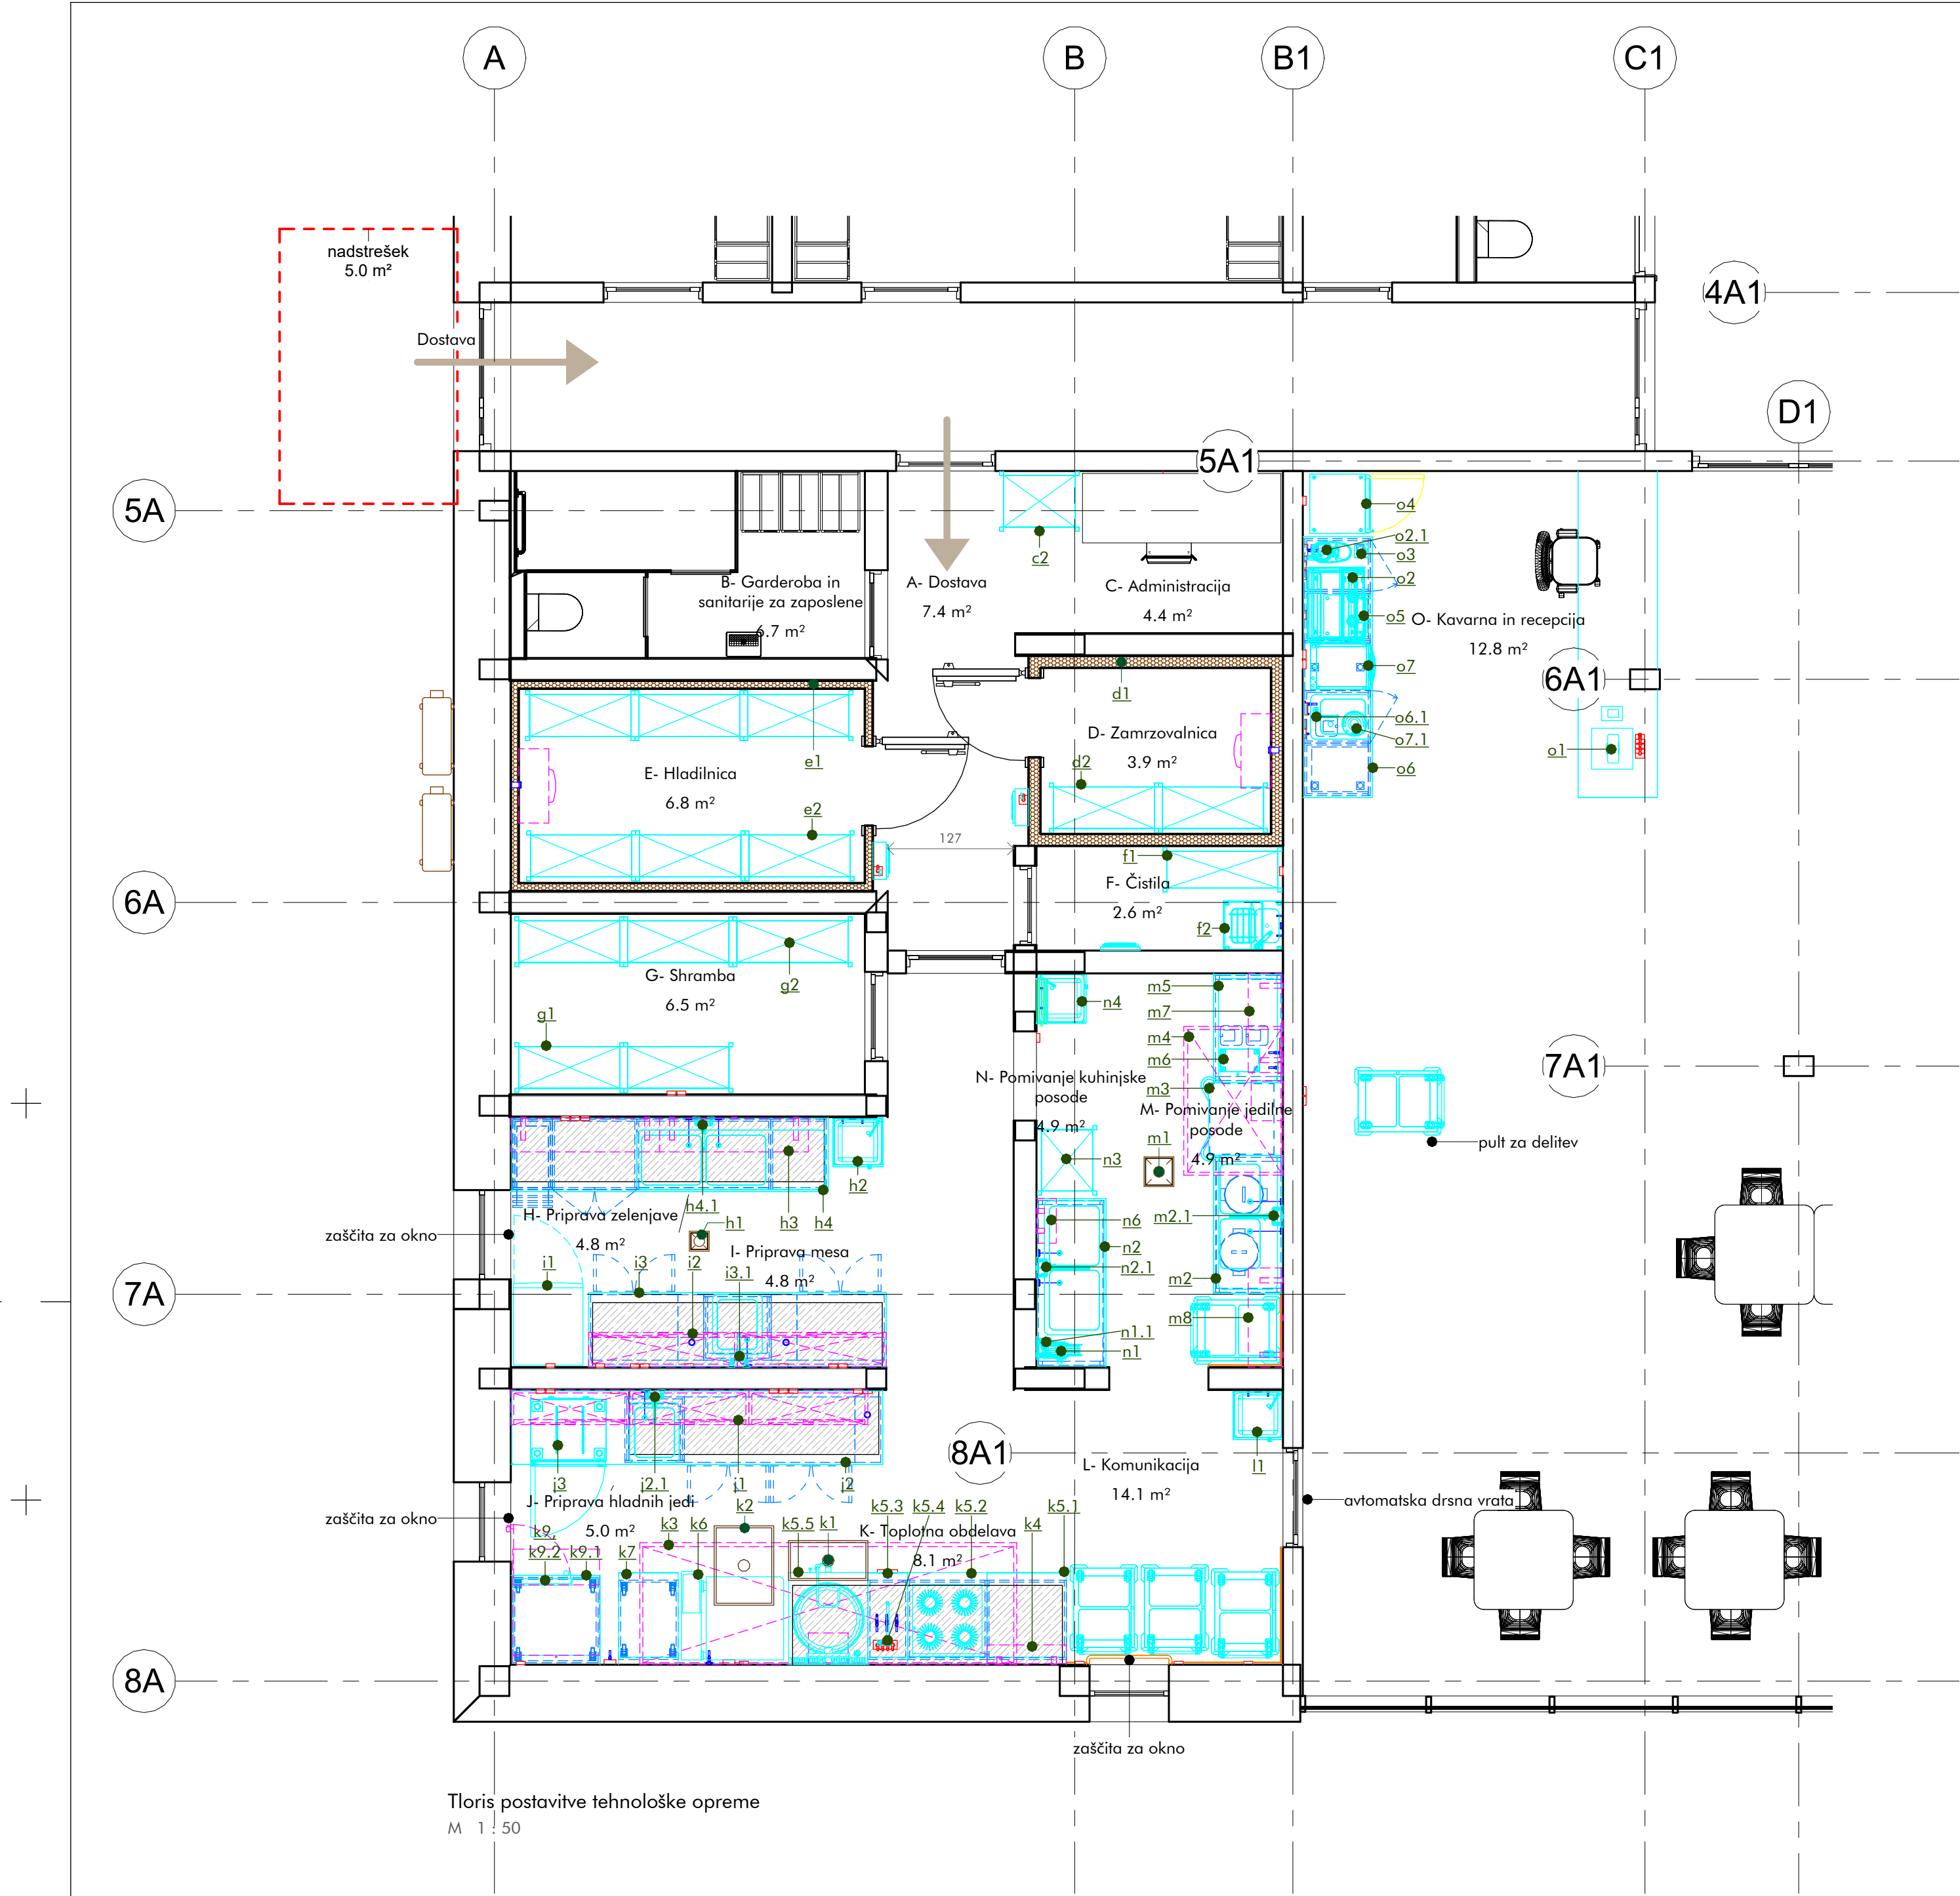 A
B
B1
C1
nadstrešek
5.0 m²
4A1
Dostava
D1
5A1
5A
o4
o2.1
o3
c2
o2
B- Garderoba in
sanitarije za zaposlene
6.7 m²
A- Dostava
7.4 m²
C- Administracija
4.4 m²
o5
O- Kavarna in recepcija
12.8 m²
o7
6A1
d1
o6.1
o7.1
D- Zamrzovalnica
3.9 m²
d2
o1
o6
e1
E- Hladilnica
6.8 m²
e2
127
f1
F- Čistila
2.6 m²
6A
f2
G- Shramba
6.5 m²
g2
g1
m5
n4
m7
m4
m6
7A1
N- Pomivanje kuhinjske
posode
4.9 m²
m3
M- Pomivanje jedilne
posode
4.9 m²
m1
pult za delitev
n3
h2
h4.1
h3
h4
H- Priprava zelenjave
4.8 m²
h1
n6
m2.1
zaščita za okno
n2
I- Priprava mesa
4.8 m²
i1
i3
i2
i3.1
n2.1
m2
7A
m8
n1.1
n1
8A1
L- Komunikacija
14.1 m²
l1
j3
j2.1
j1
j2
J- Priprava hladnih jedi
5.0 m²
avtomatska drsna vrata
zaščita za okno
k2
k5.3
k5.4
k5.2
k5.1
k9,
k9.2
k9.1
k7
k3
k6
k5.5
k1
k4
K- Toplotna obdelava
8.1 m²
8A
zaščita za okno
Tloris postavitve tehnološke opreme
M 1 : 50